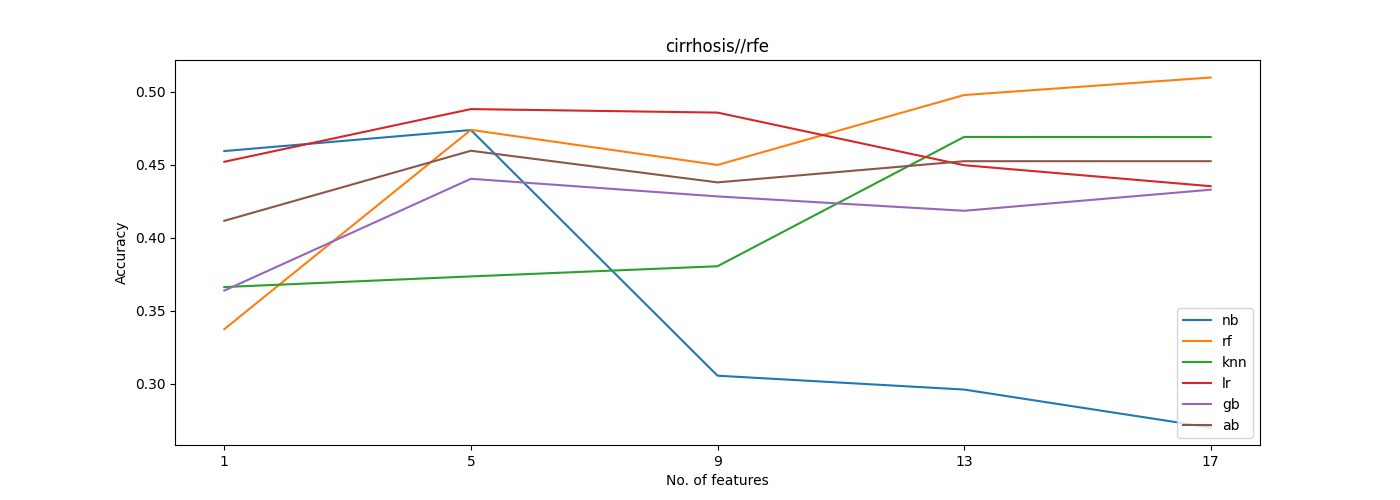 cirrhosis//rfe
Accuracy
0.50
0.45
0.40
0.35
0.30
nb
rf
knn
lr
gb
ab
1 5 9 13 17
No. of features